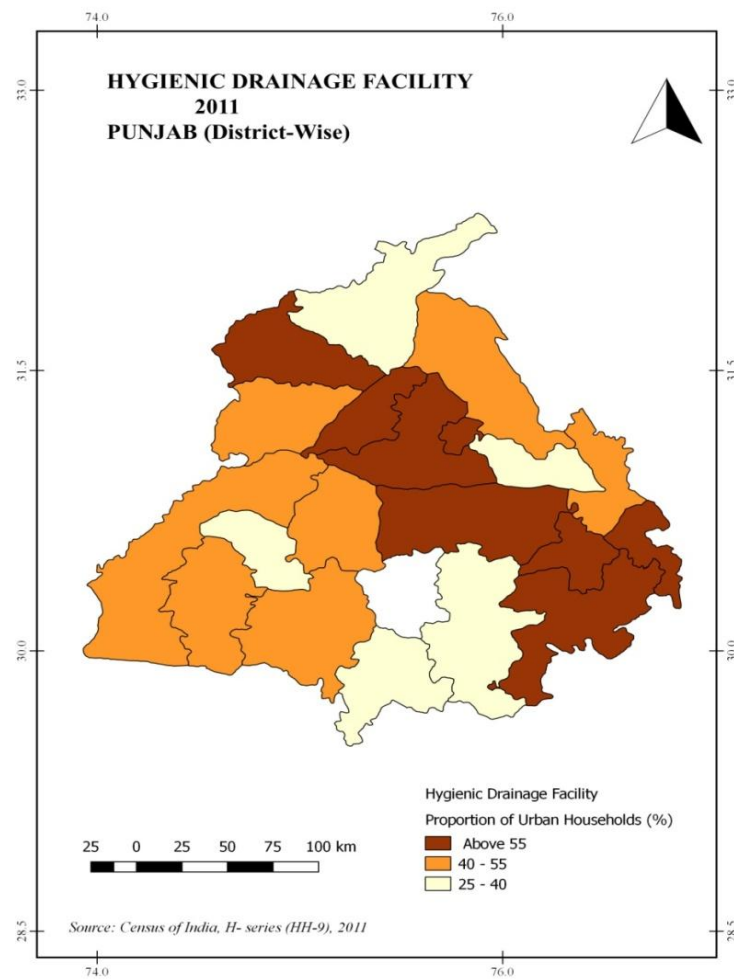 74.0 76.0
33.0 33.0
HYGIENIC DRAINAGE FACILITY
2011
PUNJAB (District-Wise)
31.5 31.5
30.0 30.0
Hygienic Drainage Facility
Proportion of Urban Households (%)
Above 55
40 - 55
25 - 40
25 0 25 50 75 100 km
Source: Census of India, H- series (HH-9), 2011
28.5 28.5
74.0 76.0